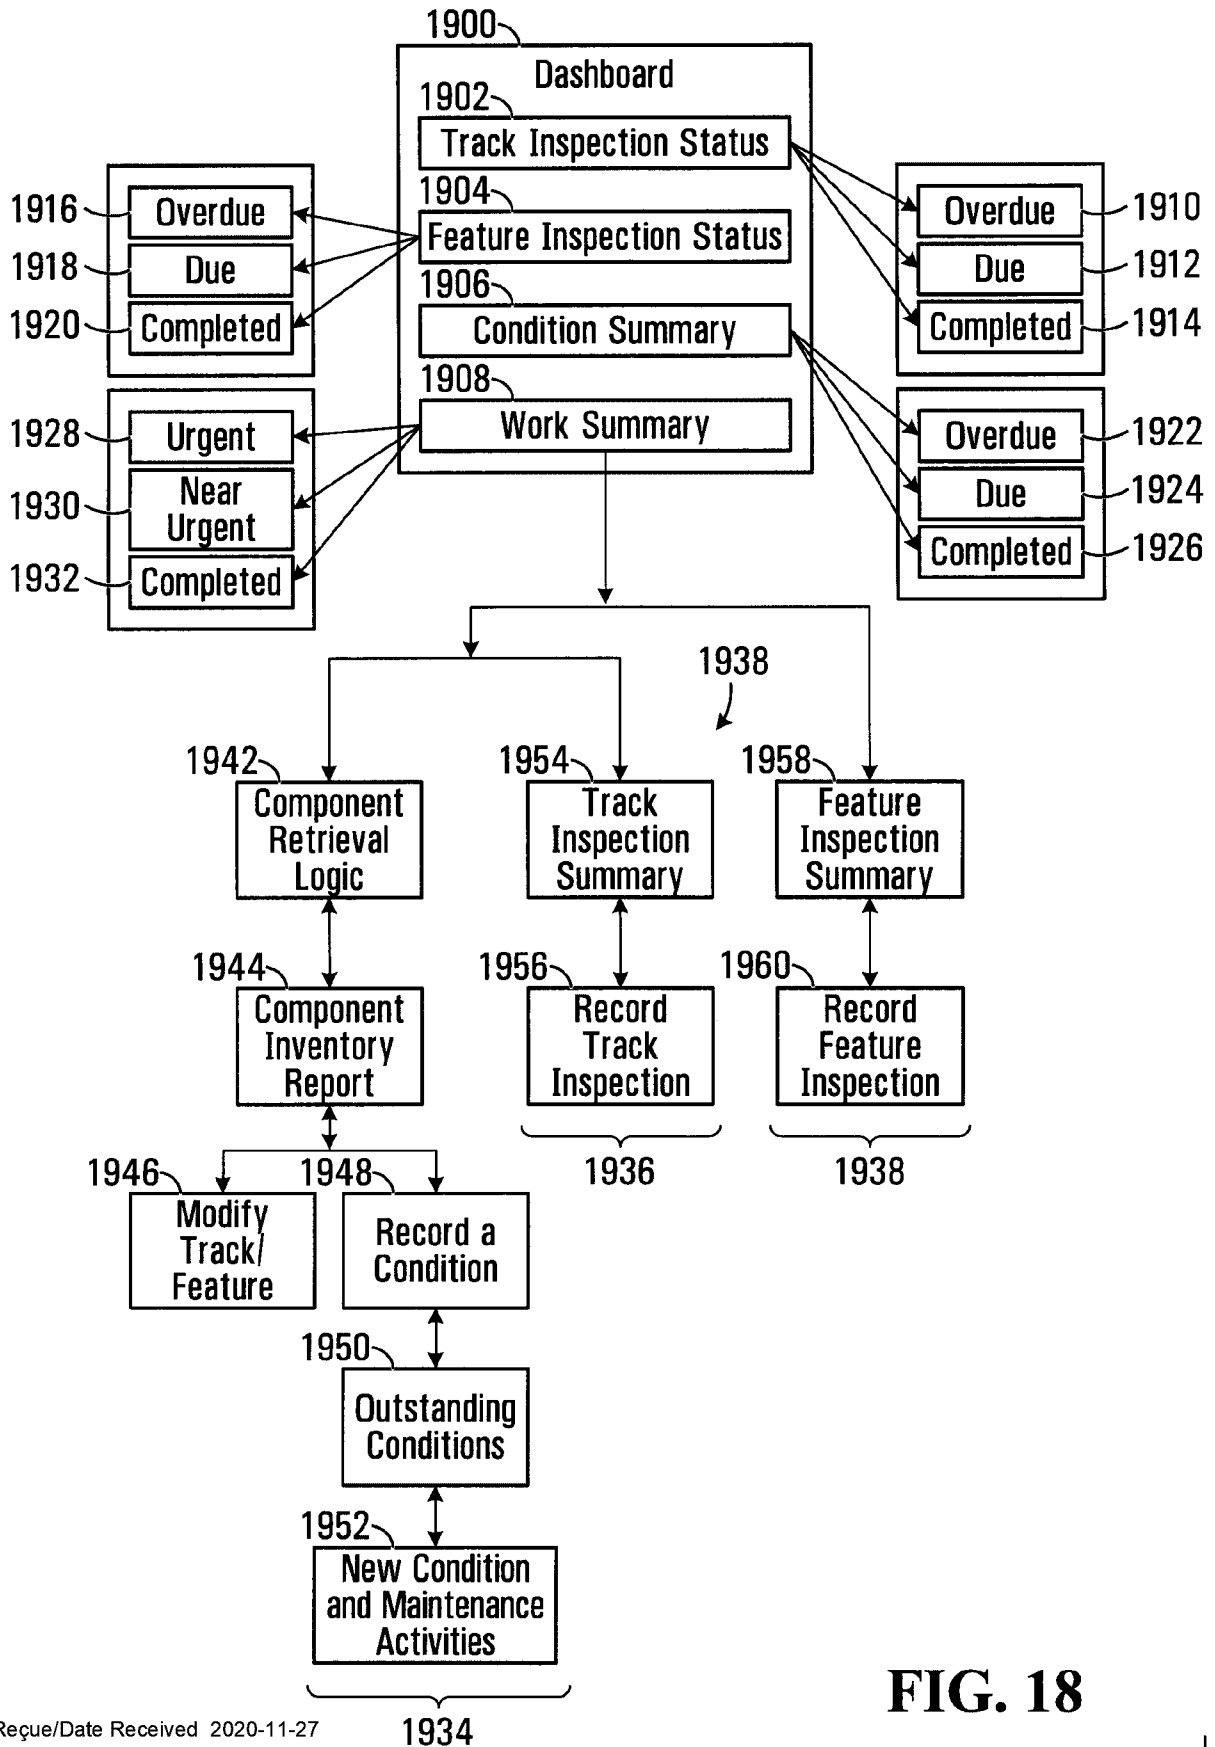 1900
Dashboard
1902
Track Inspection Status
1904
Feature Inspection Status
1906
Condition Summary
1908
Work Summary
1916
Overdue
1918
Due
1920
Completed
1928
Urgent
1930
Near
Urgent
1932
Completed
Overdue
1910
Due
1912
Completed
1914
Overdue
1922
Due
1924
Completed
1926
1938
1942
Component
Retrieval
Logic
1954
Track
Inspection
Summary
1958
Feature
Inspection
Summary
1944
Component
Inventory
Report
1956
Record
Track
Inspection
1960
Record
Feature
Inspection
1936
1938
1946
Modify
Track/
Feature
1948
Record a
Condition
1950
Outstanding
Conditions
1952
New Condition
and Maintenance
Activities
1934
FIG. 18
Reçue/Date Received 2020-11-27